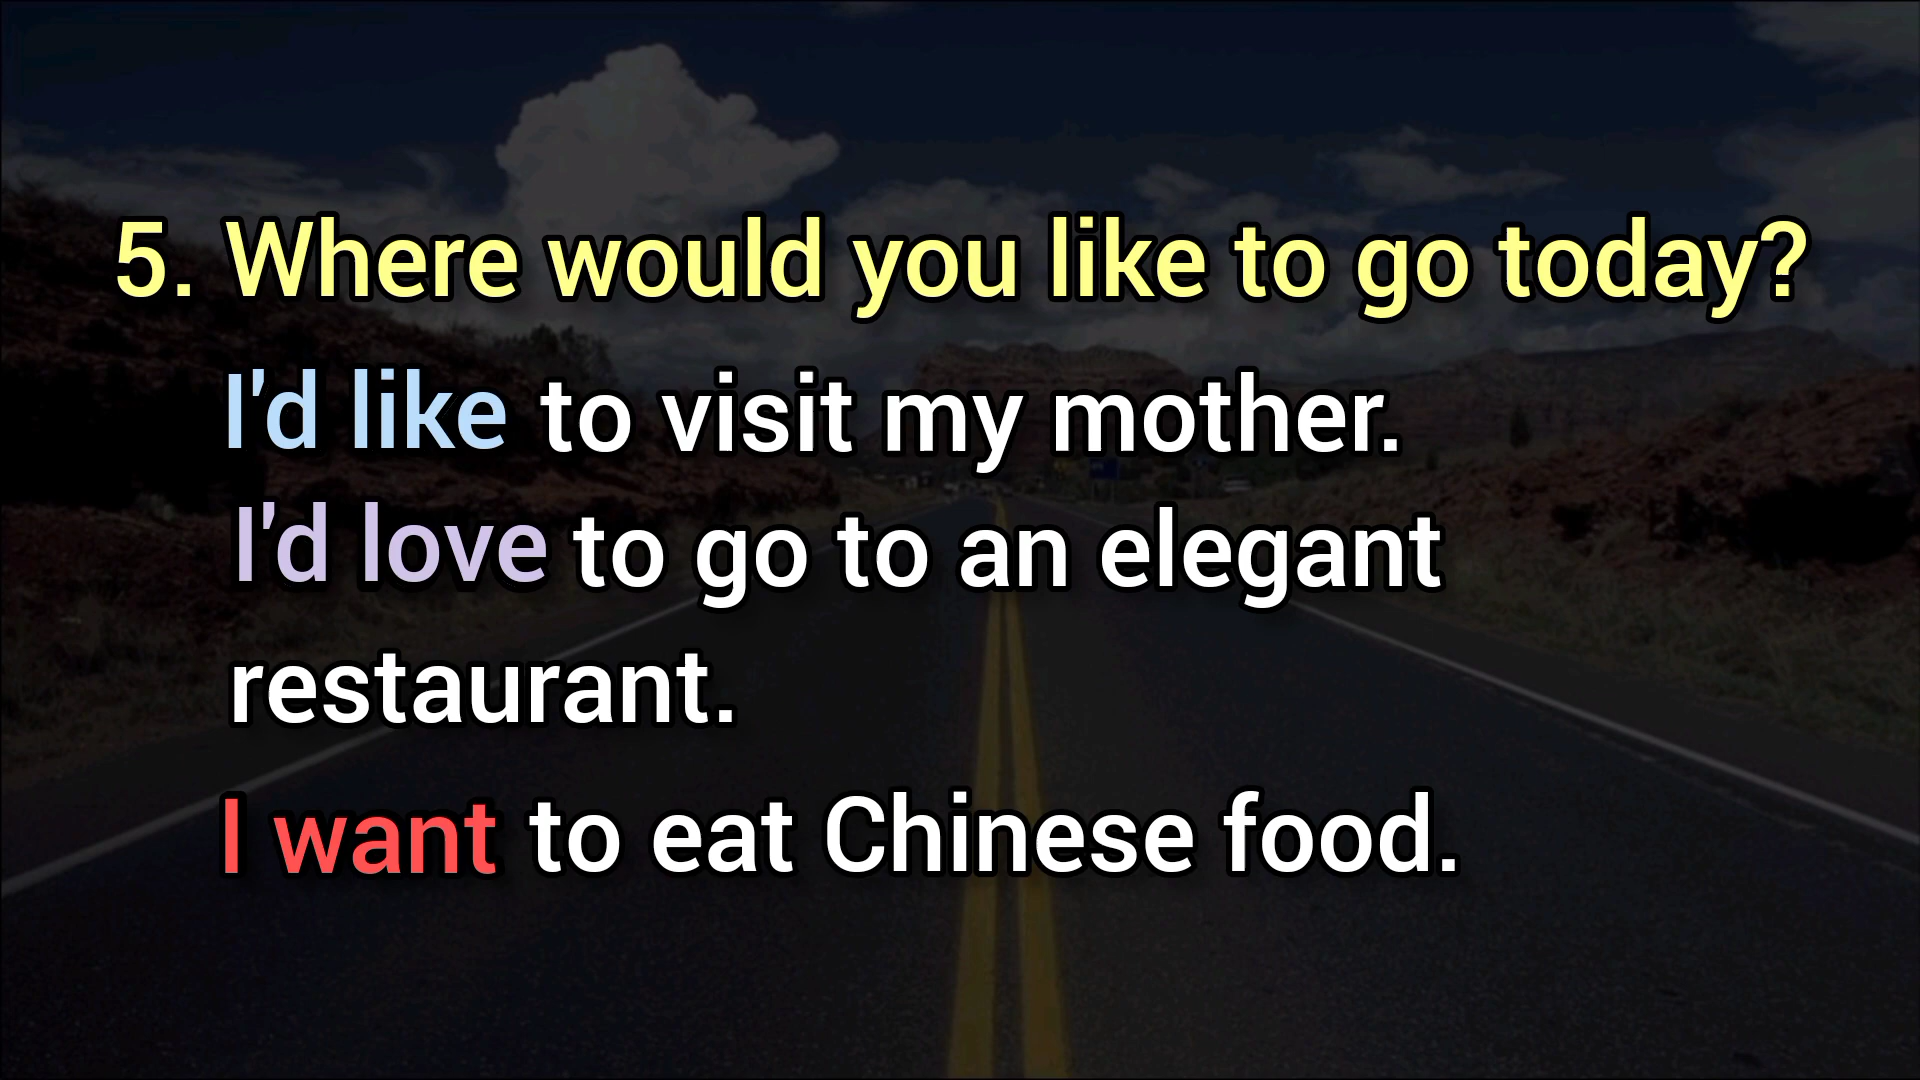 5. Where would you like to go today?
I'd like to visit my mother.
I'd love to go to an elegant
restaurant.
I want to eat Chinese food.